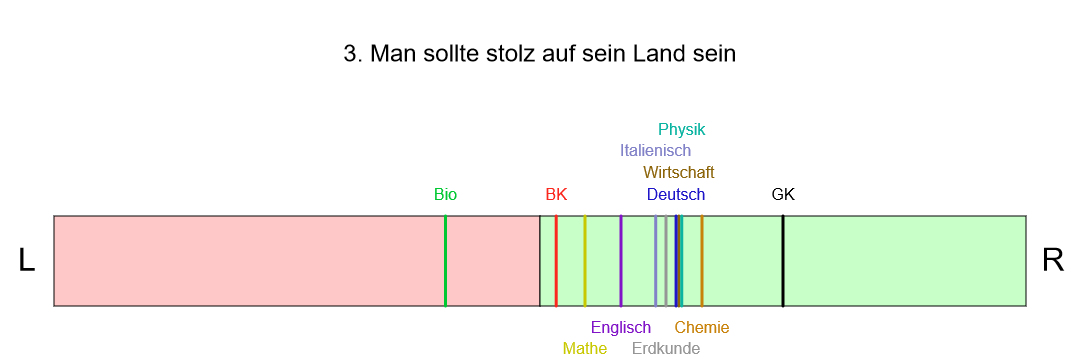 3. Man sollte stolz auf sein Land sein
Physik
Italienisch
Wirtschaft
Bio BK Deutsch GK
L R
Englisch Chemie
Mathe Erdkunde